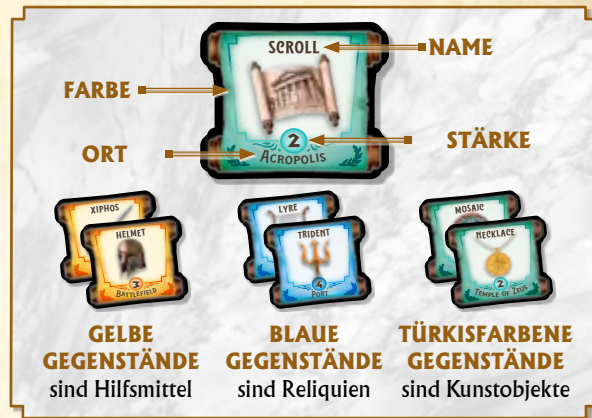 SCROLL
NAME
FARBE
2
STÄRKE
ORT
ACROPOLIS
XIPHOS
HELMET
3
BATTLEFIELD
LYRE
TRIDENT
4
PORT
MOSAIC
NECKLACE
2
TEMPLE OF ZEUS
GELBE
GEGENSTÄNDE
sind Hilfsmittel
BLAUE
GEGENSTÄNDE
sind Reliquien
TÜRKISFARBENE
GEGENSTÄNDE
sind Kunstobjekte